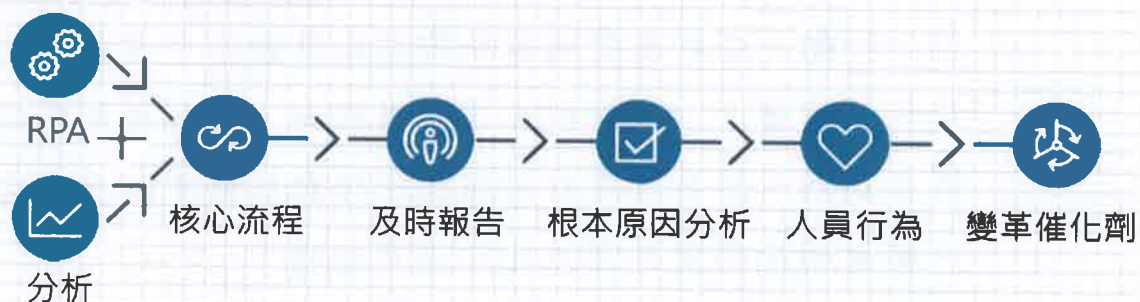 RPA
分析
核心流程
及時報告
根本原因分析
人員行為
變革催化劑